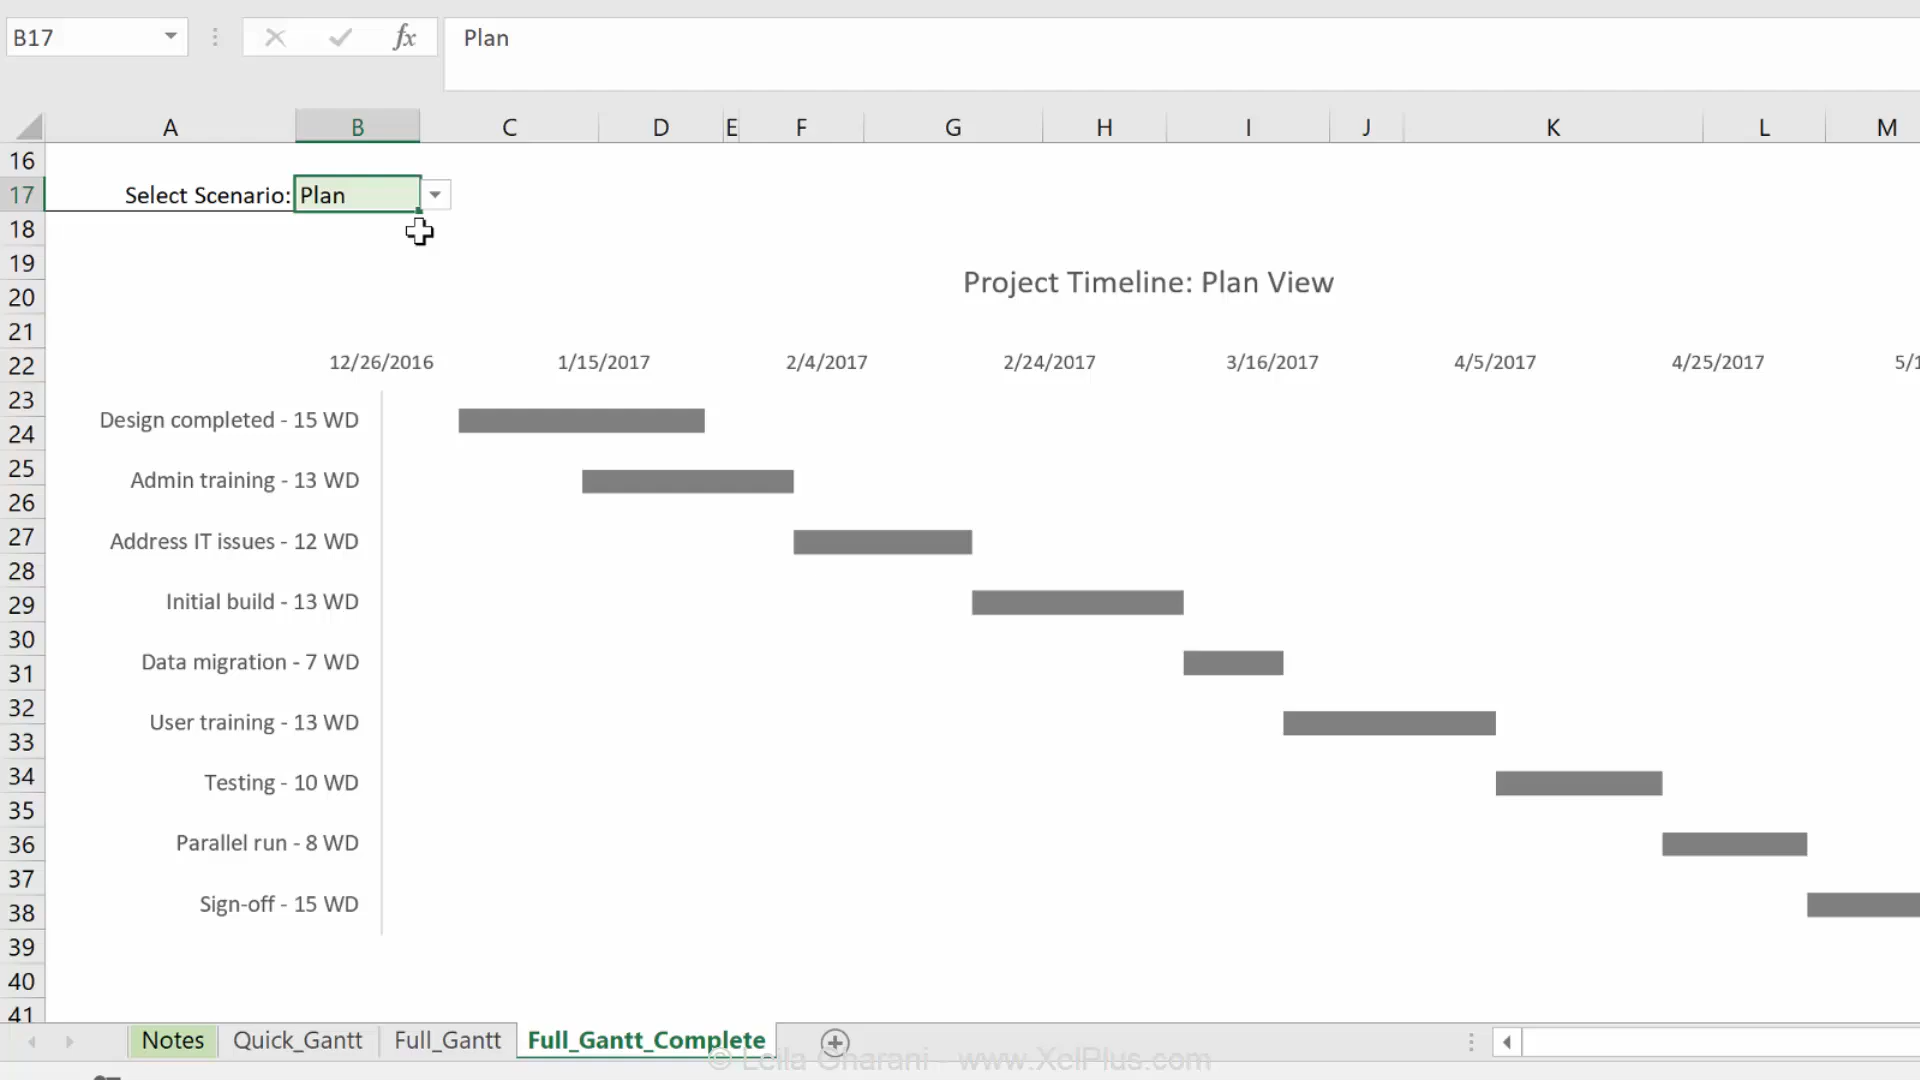 B17
fx
Plan
A B C D E F G H I J K L M
16
17 Select Scenario: Plan
18
19
20 Project Timeline: Plan View
21
22 12/26/2016 1/15/2017 2/4/2017 2/24/2017 3/16/2017 4/5/2017 4/25/2017 5/1
23
24 Design completed - 15 WD
25
26 Admin training - 13 WD
27 Address IT issues - 12 WD
28
29 Initial build - 13 WD
30
31 Data migration - 7 WD
32
33 User training - 13 WD
34 Testing - 10 WD
35
36 Parallel run - 8 WD
37
38 Sign-off - 15 WD
39
40
41
Notes Quick_Gantt Full_Gantt Full_Gantt_Complete
© Leila Gharani - www.XelPlus.com